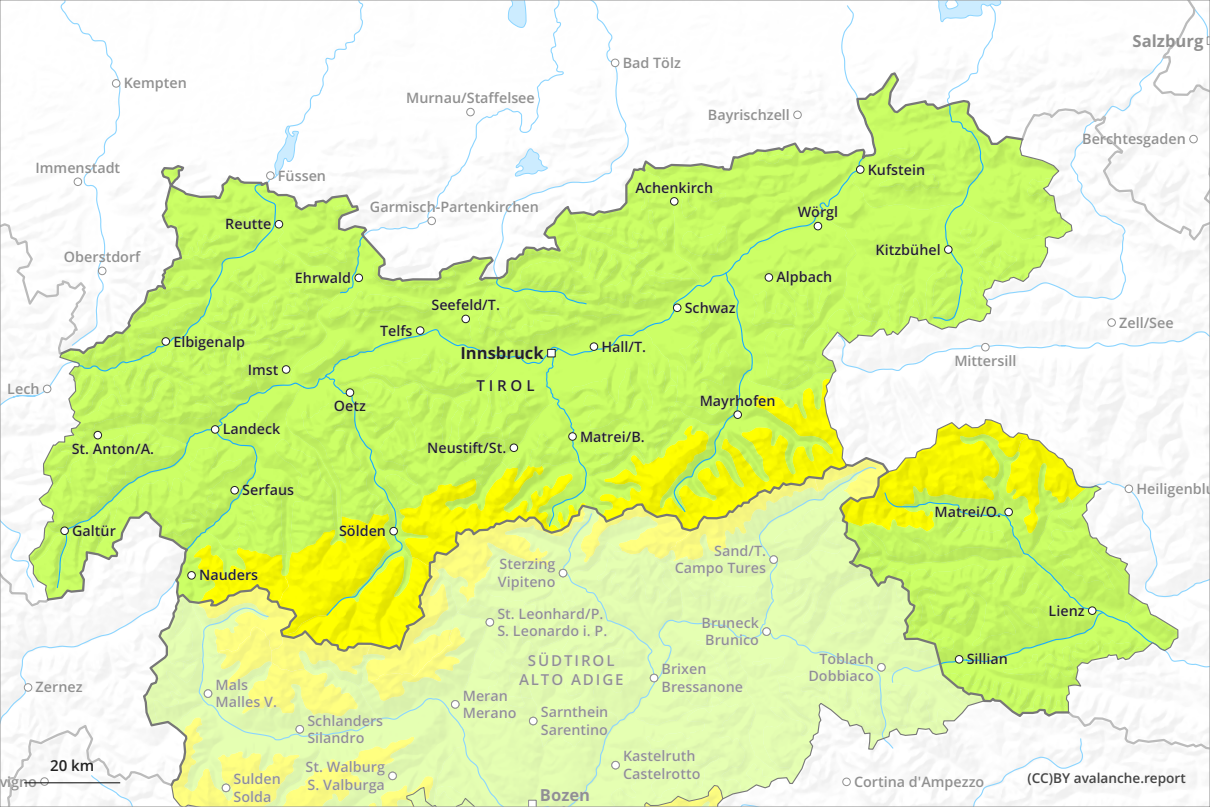 Salzburg
Bad Tölz
Kempten
Murnau/Staffelsee
Bayrischzell
Berchtesgaden
Immenstadt
Füssen
Kufstein
Achenkirch
Garmisch-Partenkirchen
Wörgl
Reutte
Kitzbühel
Oberstdorf
Ehrwald
Alpbach
Seefeld/T.
Schwaz
Telfs
Zell/See
Elbigenalp
Innsbruck
Hall/T.
Mittersill
Imst
TIROL
Lech
Oetz
Mayrhofen
Landeck
Matrei/B.
St. Anton/A.
Neustift/St.
Serfaus
Heiligenblu
Matrei/O.
Galtür
Sölden
Sand/T.
Campo Tures
Sterzing
Vipiteno
Nauders
Lienz
St. Leonhard/P.
S. Leonardo i. P.
Bruneck
Brunico
SÜDTIROL
ALTO ADIGE
Toblach
Dobbiaco
Sillian
Brixen
Bressanone
Zernez
Mals
Malles V.
Meran
Merano
Sarnthein
Sarentino
Schlanders
Silandro
Kastelruth
Castelrotto
20 km
St. Walburg
S. Valburga
Sulden
Solda
vigno
Cortina d'Ampezzo
(CC)BY avalanche.report
Bozen